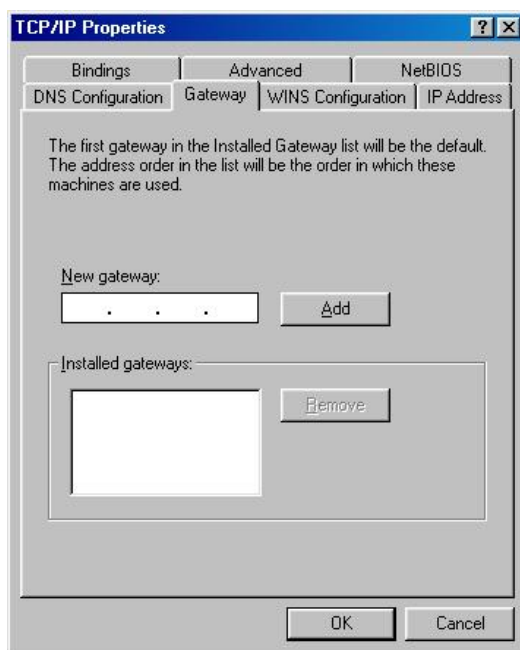 TCP/IP Properties
? X
Bindings Advanced NetBIOS
DNS Configuration Gateway WINS Configuration IP Address
The first gateway in the Installed Gateway list will be the default.
The address order in the list will be the order in which these
machines are used.
New gateway:
. . .
Add
Installed gateways:
Remove
OK Cancel